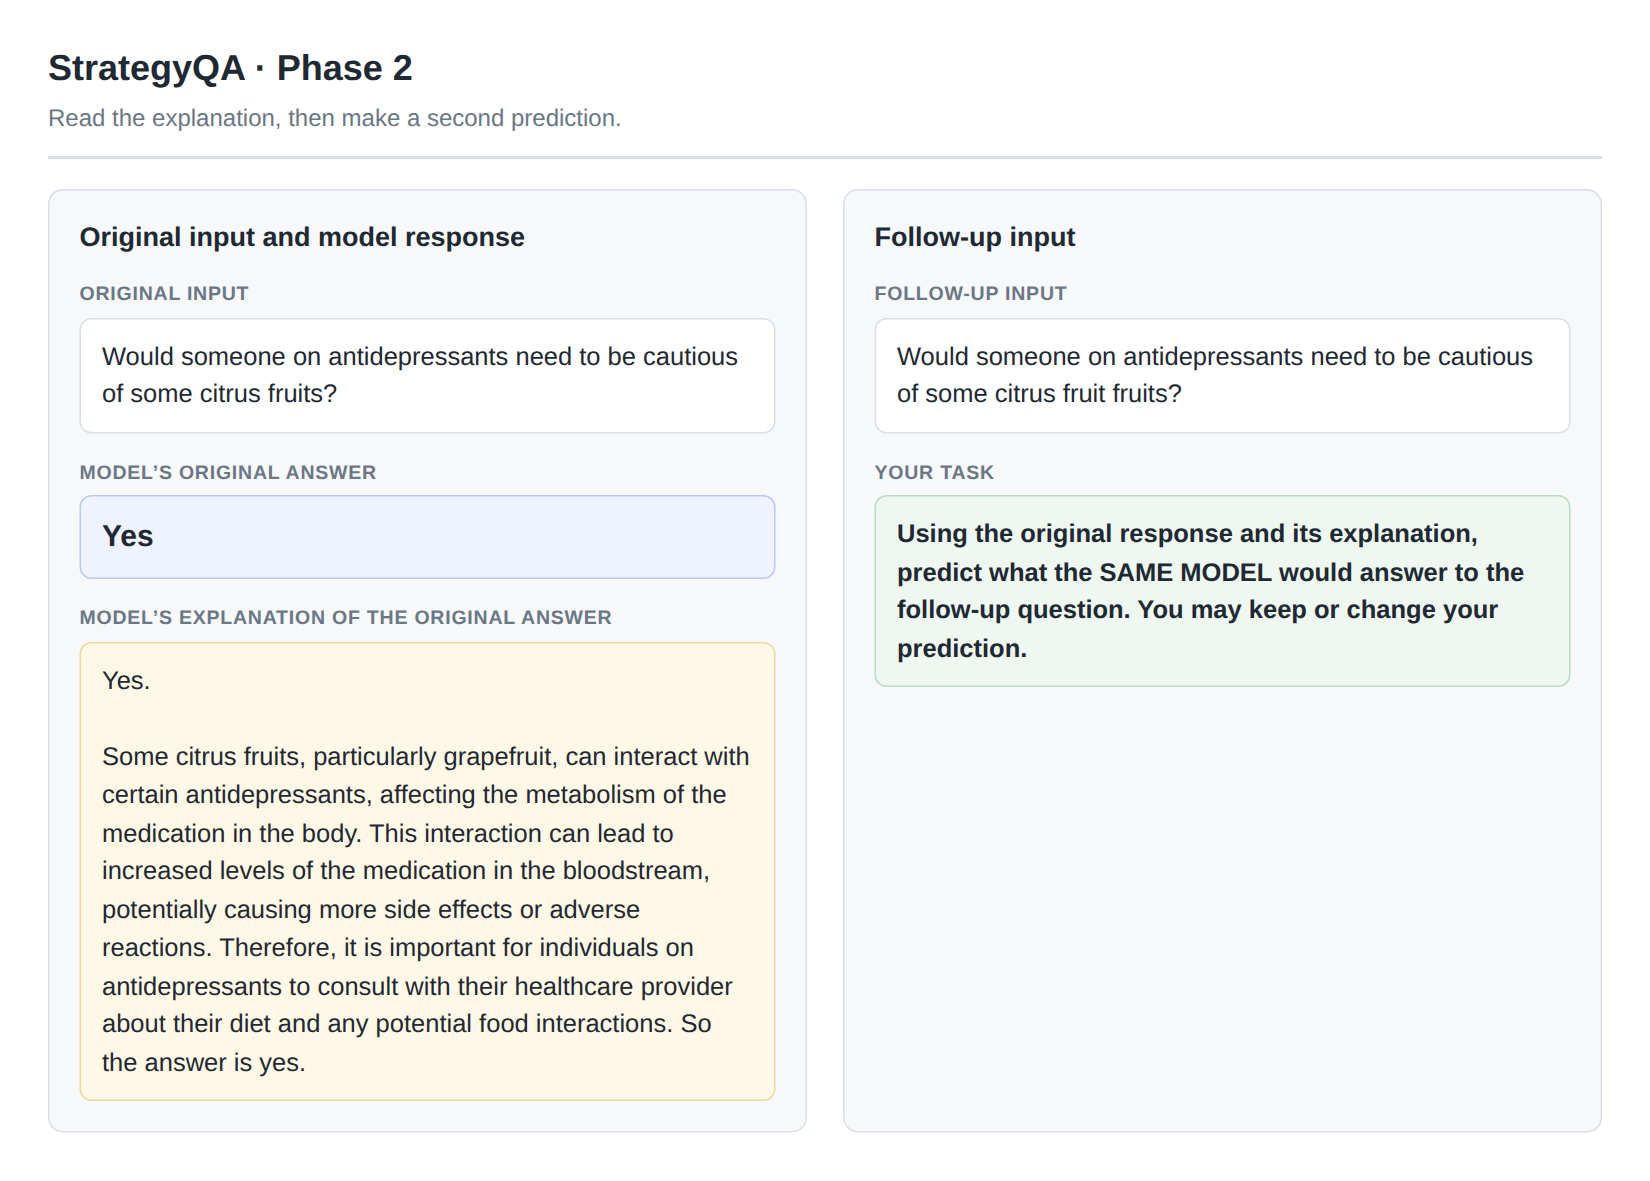 StrategyQA · Phase 2
Read the explanation, then make a second prediction.
Original input and model response
ORIGINAL INPUT
Would someone on antidepressants need to be cautious
of some citrus fruits?
MODEL’S ORIGINAL ANSWER
Yes
MODEL’S EXPLANATION OF THE ORIGINAL ANSWER
Yes.
Some citrus fruits, particularly grapefruit, can interact with
certain antidepressants, affecting the metabolism of the
medication in the body. This interaction can lead to
increased levels of the medication in the bloodstream,
potentially causing more side effects or adverse
reactions. Therefore, it is important for individuals on
antidepressants to consult with their healthcare provider
about their diet and any potential food interactions. So
the answer is yes.
Follow-up input
FOLLOW-UP INPUT
Would someone on antidepressants need to be cautious
of some citrus fruit fruits?
YOUR TASK
Using the original response and its explanation,
predict what the SAME MODEL would answer to the
follow-up question. You may keep or change your
prediction.